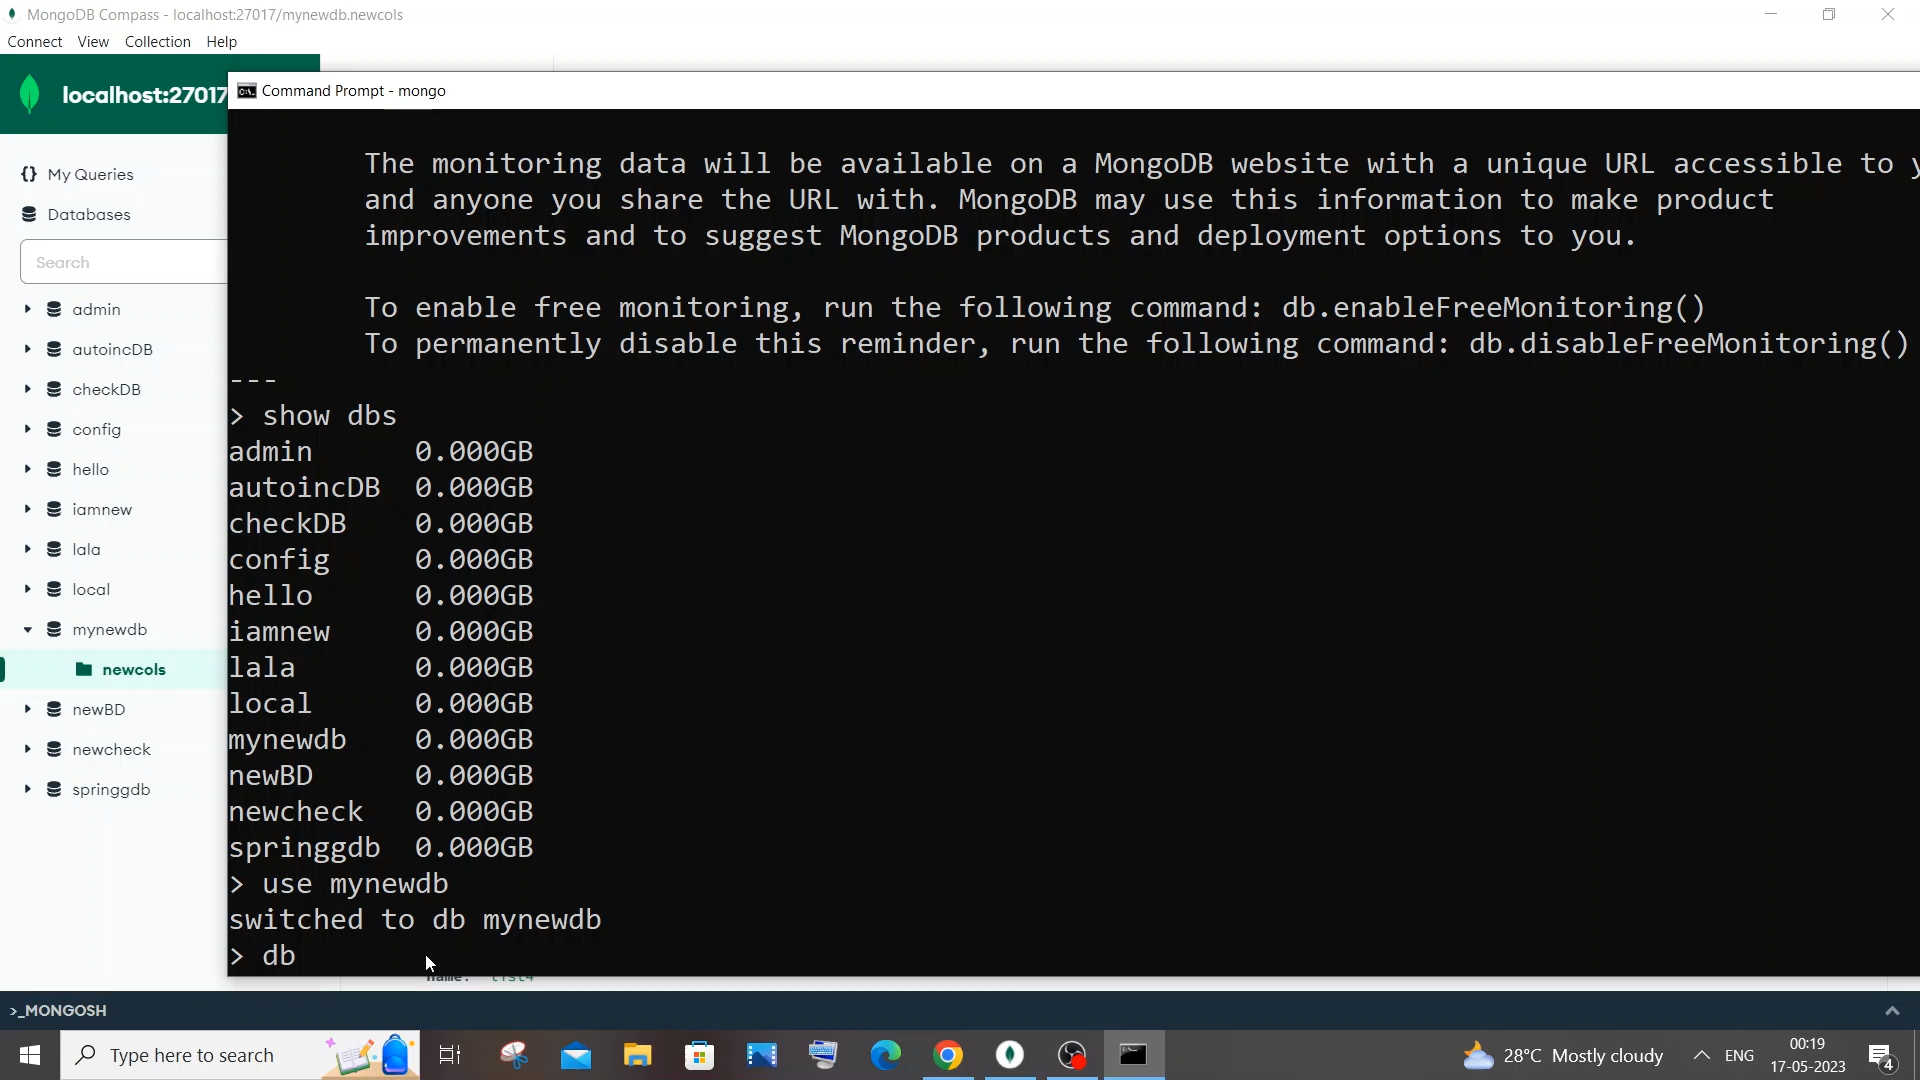 MongoDB Compass - localhost:27017/mynewdb.newcols
Connect View Collection Help
localhost:27017
Command Prompt - mongo
{} My Queries
Databases
Search
admin
autoincDB
checkDB
config
hello
iamnew
lala
local
mynewdb
newcols
newBD
newcheck
springgdb
The monitoring data will be available on a MongoDB website with a unique URL accessible to y
and anyone you share the URL with. MongoDB may use this information to make product
improvements and to suggest MongoDB products and deployment options to you.
To enable free monitoring, run the following command: db.enableFreeMonitoring()
To permanently disable this reminder, run the following command: db.disableFreeMonitoring()
---
> show dbs
admin 0.000GB
autoincDB 0.000GB
checkDB 0.000GB
config 0.000GB
hello 0.000GB
iamnew 0.000GB
lala 0.000GB
local 0.000GB
mynewdb 0.000GB
newBD 0.000GB
newcheck 0.000GB
springgdb 0.000GB
> use mynewdb
switched to db mynewdb
> db
>_MONGOSH
Type here to search
28°C Mostly cloudy
ENG
00:19
17-05-2023
4